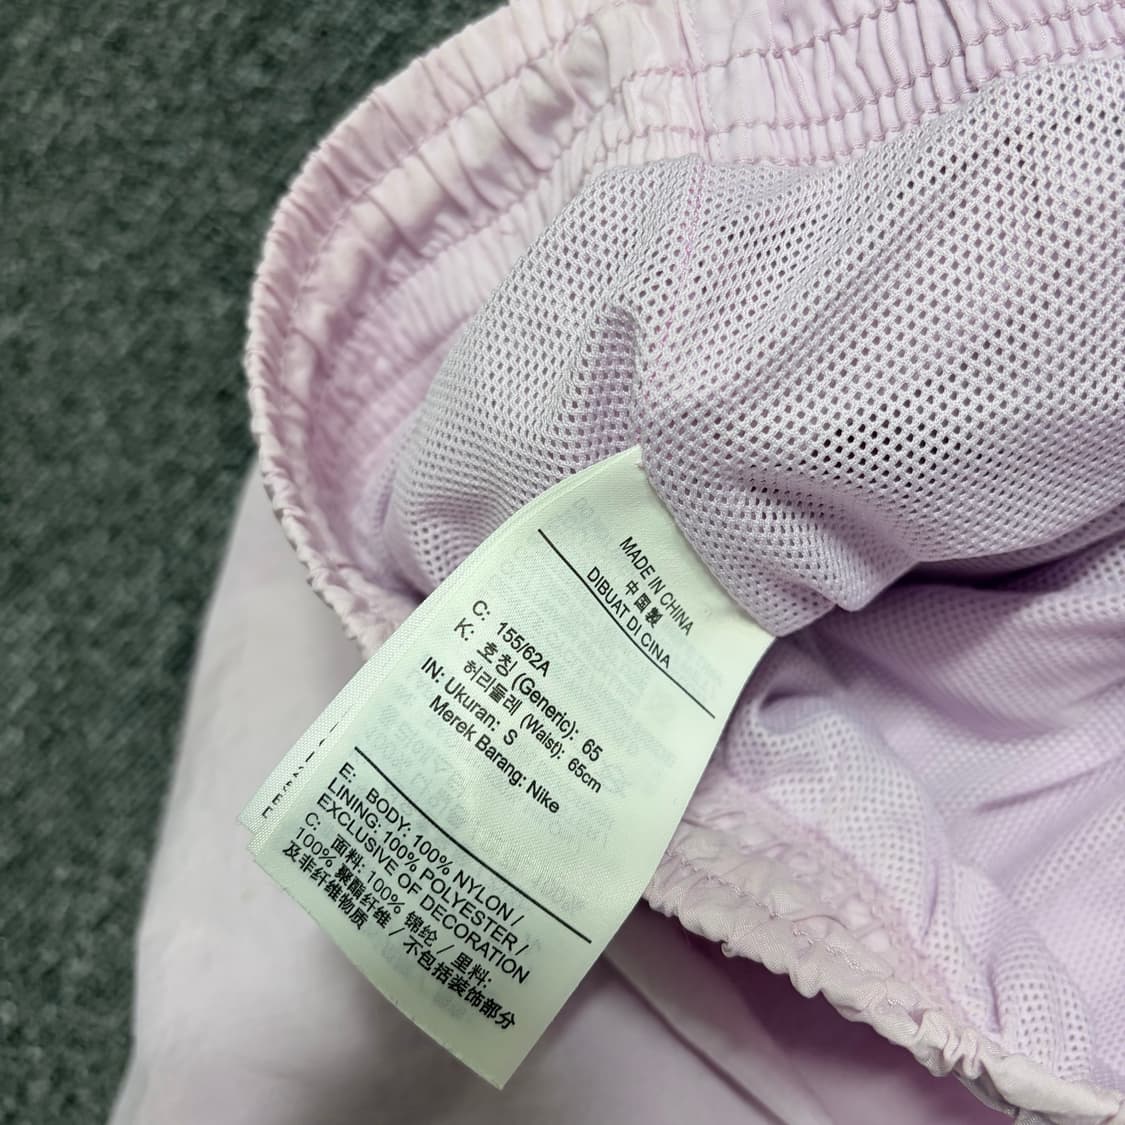 MADE IN CHINA
中国製
DIBUAT DI CINA
C: 155/62A
K: 호칭 (Generic): 65
허리둘레 (Waist): 65cm
IN: Ukuran: S
Merek Barang: Nike
E: BODY: 100% NYLON /
LINING: 100% POLYESTER /
EXCLUSIVE OF DECORATION
C: 面料: 100% 锦纶 / 里料:
100% 聚酯纤维 / 不包括装饰部分
及非纤维物质